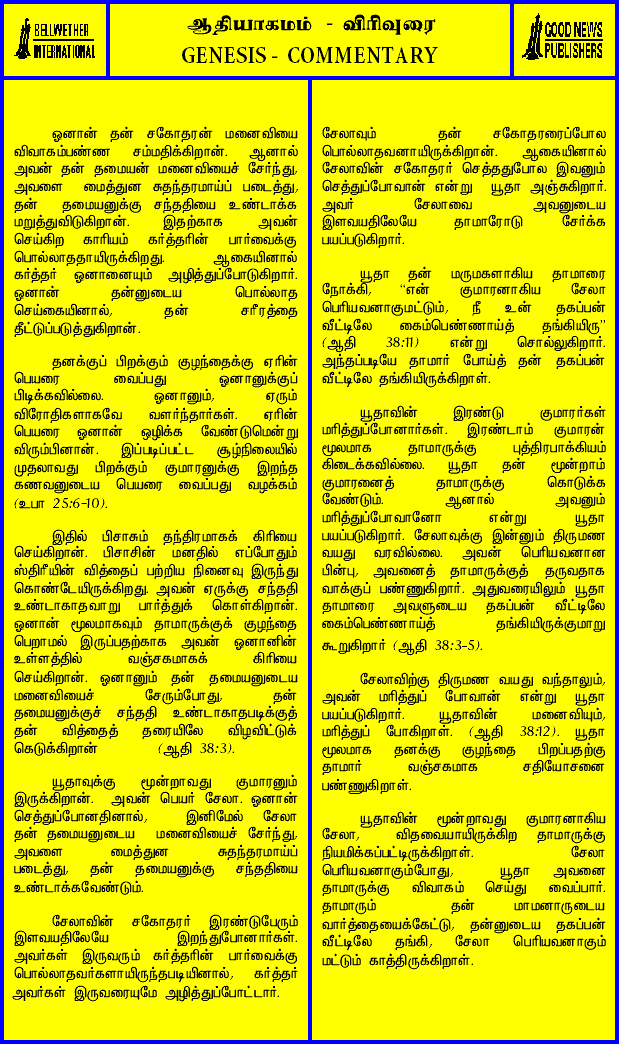 BELLWETHER
INTERNATIONAL
ஆதியாகமம் - விரிவுரை
GENESIS - COMMENTARY
GOOD NEWS
PUBLISHERS
ஓனான் தன் சகோதரன் மனைவியை
விவாகம்பண்ண சம்மதிக்கிறான். ஆனால்
அவன் தன் தமையன் மனைவியைச் சேர்ந்து,
அவளை மைத்துன சுதந்தரமாய்ப் படைத்து,
தன் தமையனுக்கு சந்ததியை உண்டாக்க
மறுத்துவிடுகிறான். இதற்காக அவன்
செய்கிற காரியம் கர்த்தரின் பார்வைக்கு
பொல்லாததாயிருக்கிறது. ஆகையினால்
கர்த்தர் ஓனானையும் அழித்துப்போடுகிறார்.
ஓனான் தன்னுடைய பொல்லாத
செய்கையினால், தன் சரீரத்தை
தீட்டுப்படுத்துகிறான்.
தனக்குப் பிறக்கும் குழந்தைக்கு ஏரின்
பெயரை வைப்பது ஓனானுக்குப்
பிடிக்கவில்லை. ஓனானும், ஏரும்
விரோதிகளாகவே வளர்ந்தார்கள். ஏரின்
பெயரை ஓனான் ஒழிக்க வேண்டுமென்று
விரும்பினான். இப்படிப்பட்ட சூழ்நிலையில்
முதலாவது பிறக்கும் குமாரனுக்கு இறந்த
கணவனுடைய பெயரை வைப்பது வழக்கம்
(உபா 25:6-10).
இதில் பிசாசும் தந்திரமாகக் கிரியை
செய்கிறான். பிசாசின் மனதில் எப்போதும்
ஸ்திரீயின் வித்தைப் பற்றிய நினைவு இருந்து
கொண்டேயிருக்கிறது. அவன் ஏருக்கு சந்ததி
உண்டாகாதவாறு பார்த்துக் கொள்கிறான்.
ஓனான் மூலமாகவும் தாமாருக்குக் குழந்தை
பெறாமல் இருப்பதற்காக அவன் ஓனானின்
உள்ளத்தில் வஞ்சகமாகக் கிரியை
செய்கிறான். ஓனானும் தன் தமையனுடைய
மனைவியைச் சேரும்போது, தன்
தமையனுக்குச் சந்ததி உண்டாகாதபடிக்குத்
தன் வித்தைத் தரையிலே விழவிட்டுக்
கெடுக்கிறான் (ஆதி 38:3).
யூதாவுக்கு மூன்றாவது குமாரனும்
இருக்கிறான். அவன் பெயர் சேலா. ஓனான்
செத்துப்போனதினால், இனிமேல் சேலா
தன் தமையனுடைய மனைவியைச் சேர்ந்து,
அவளை மைத்துன சுதந்தரமாய்ப்
படைத்து, தன் தமையனுக்கு சந்ததியை
உண்டாக்கவேண்டும்.
சேலாவின் சகோதரர் இரண்டுபேரும்
இளவயதிலேயே இறந்துபோனார்கள்.
அவர்கள் இருவரும் கர்த்தரின் பார்வைக்கு
பொல்லாதவர்களாயிருந்தபடியினால், கர்த்தர்
அவர்கள் இருவரையுமே அழித்துப்போட்டார்.
சேலாவும் தன் சகோதரரைப்போல
பொல்லாதவனாயிருக்கிறான். ஆகையினால்
சேலாவின் சகோதரர் செத்ததுபோல இவனும்
செத்துப்போவான் என்று யூதா அஞ்சுகிறார்.
அவர் சேலாவை அவனுடைய
இளவயதிலேயே தாமாரோடு சேர்க்க
பயப்படுகிறார்.
யூதா தன் மருமகளாகிய தாமாரை
நோக்கி, "என் குமாரனாகிய சேலா
பெரியவனாகுமட்டும், நீ உன் தகப்பன்
வீட்டிலே கைம்பெண்ணாய்த் தங்கியிரு"
(ஆதி 38:11) என்று சொல்லுகிறார்.
அந்தப்படியே தாமார் போய்த் தன் தகப்பன்
வீட்டிலே தங்கியிருக்கிறாள்.
யூதாவின் இரண்டு குமாரர்கள்
மரித்துப்போனார்கள். இரண்டாம் குமாரன்
மூலமாக தாமாருக்கு புத்திரபாக்கியம்
கிடைக்கவில்லை. யூதா தன் மூன்றாம்
குமாரனைத் தாமாருக்கு கொடுக்க
வேண்டும். ஆனால் அவனும்
மரித்துப்போவானோ என்று யூதா
பயப்படுகிறார். சேலாவுக்கு இன்னும் திருமண
வயது வரவில்லை. அவன் பெரியவனான
பின்பு, அவனைத் தாமாருக்குத் தருவதாக
வாக்குப் பண்ணுகிறார். அதுவரையிலும் யூதா
தாமாரை அவளுடைய தகப்பன் வீட்டிலே
கைம்பெண்ணாய்த் தங்கியிருக்குமாறு
கூறுகிறார் (ஆதி 38:3-5).
சேலாவிற்கு திருமண வயது வந்தாலும்,
அவன் மரித்துப் போவான் என்று யூதா
பயப்படுகிறார். யூதாவின் மனைவியும்,
மரித்துப் போகிறாள். (ஆதி 38:12). யூதா
மூலமாக தனக்கு குழந்தை பிறப்பதற்கு
தாமார் வஞ்சகமாக சதியோசனை
பண்ணுகிறாள்.
யூதாவின் மூன்றாவது குமாரனாகிய
சேலா, விதவையாயிருக்கிற தாமாருக்கு
நியமிக்கப்பட்டிருக்கிறாள். சேலா
பெரியவனாகும்போது, யூதா அவனை
தாமாருக்கு விவாகம் செய்து வைப்பார்.
தாமாரும் தன் மாமனாருடைய
வார்த்தையைக்கேட்டு, தன்னுடைய தகப்பன்
வீட்டிலே தங்கி, சேலா பெரியவனாகும்
மட்டும் காத்திருக்கிறாள்.